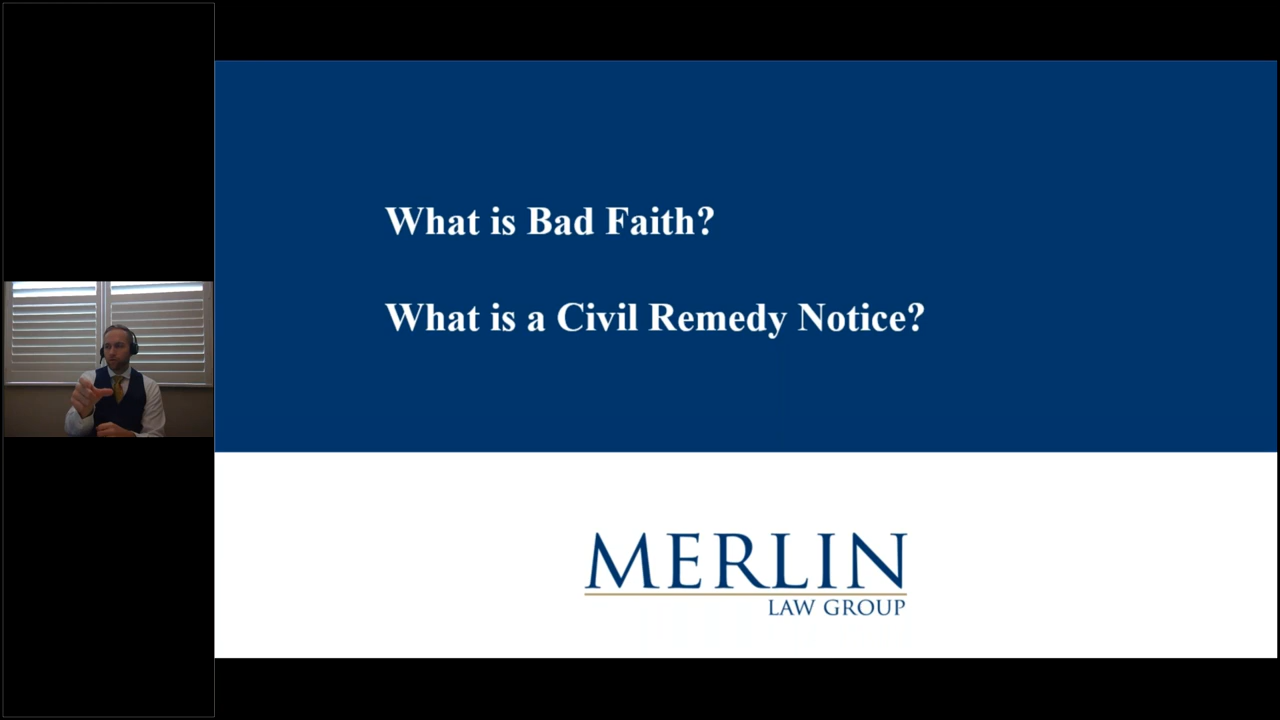 What is Bad Faith?
What is a Civil Remedy Notice?
MERLIN
LAW GROUP